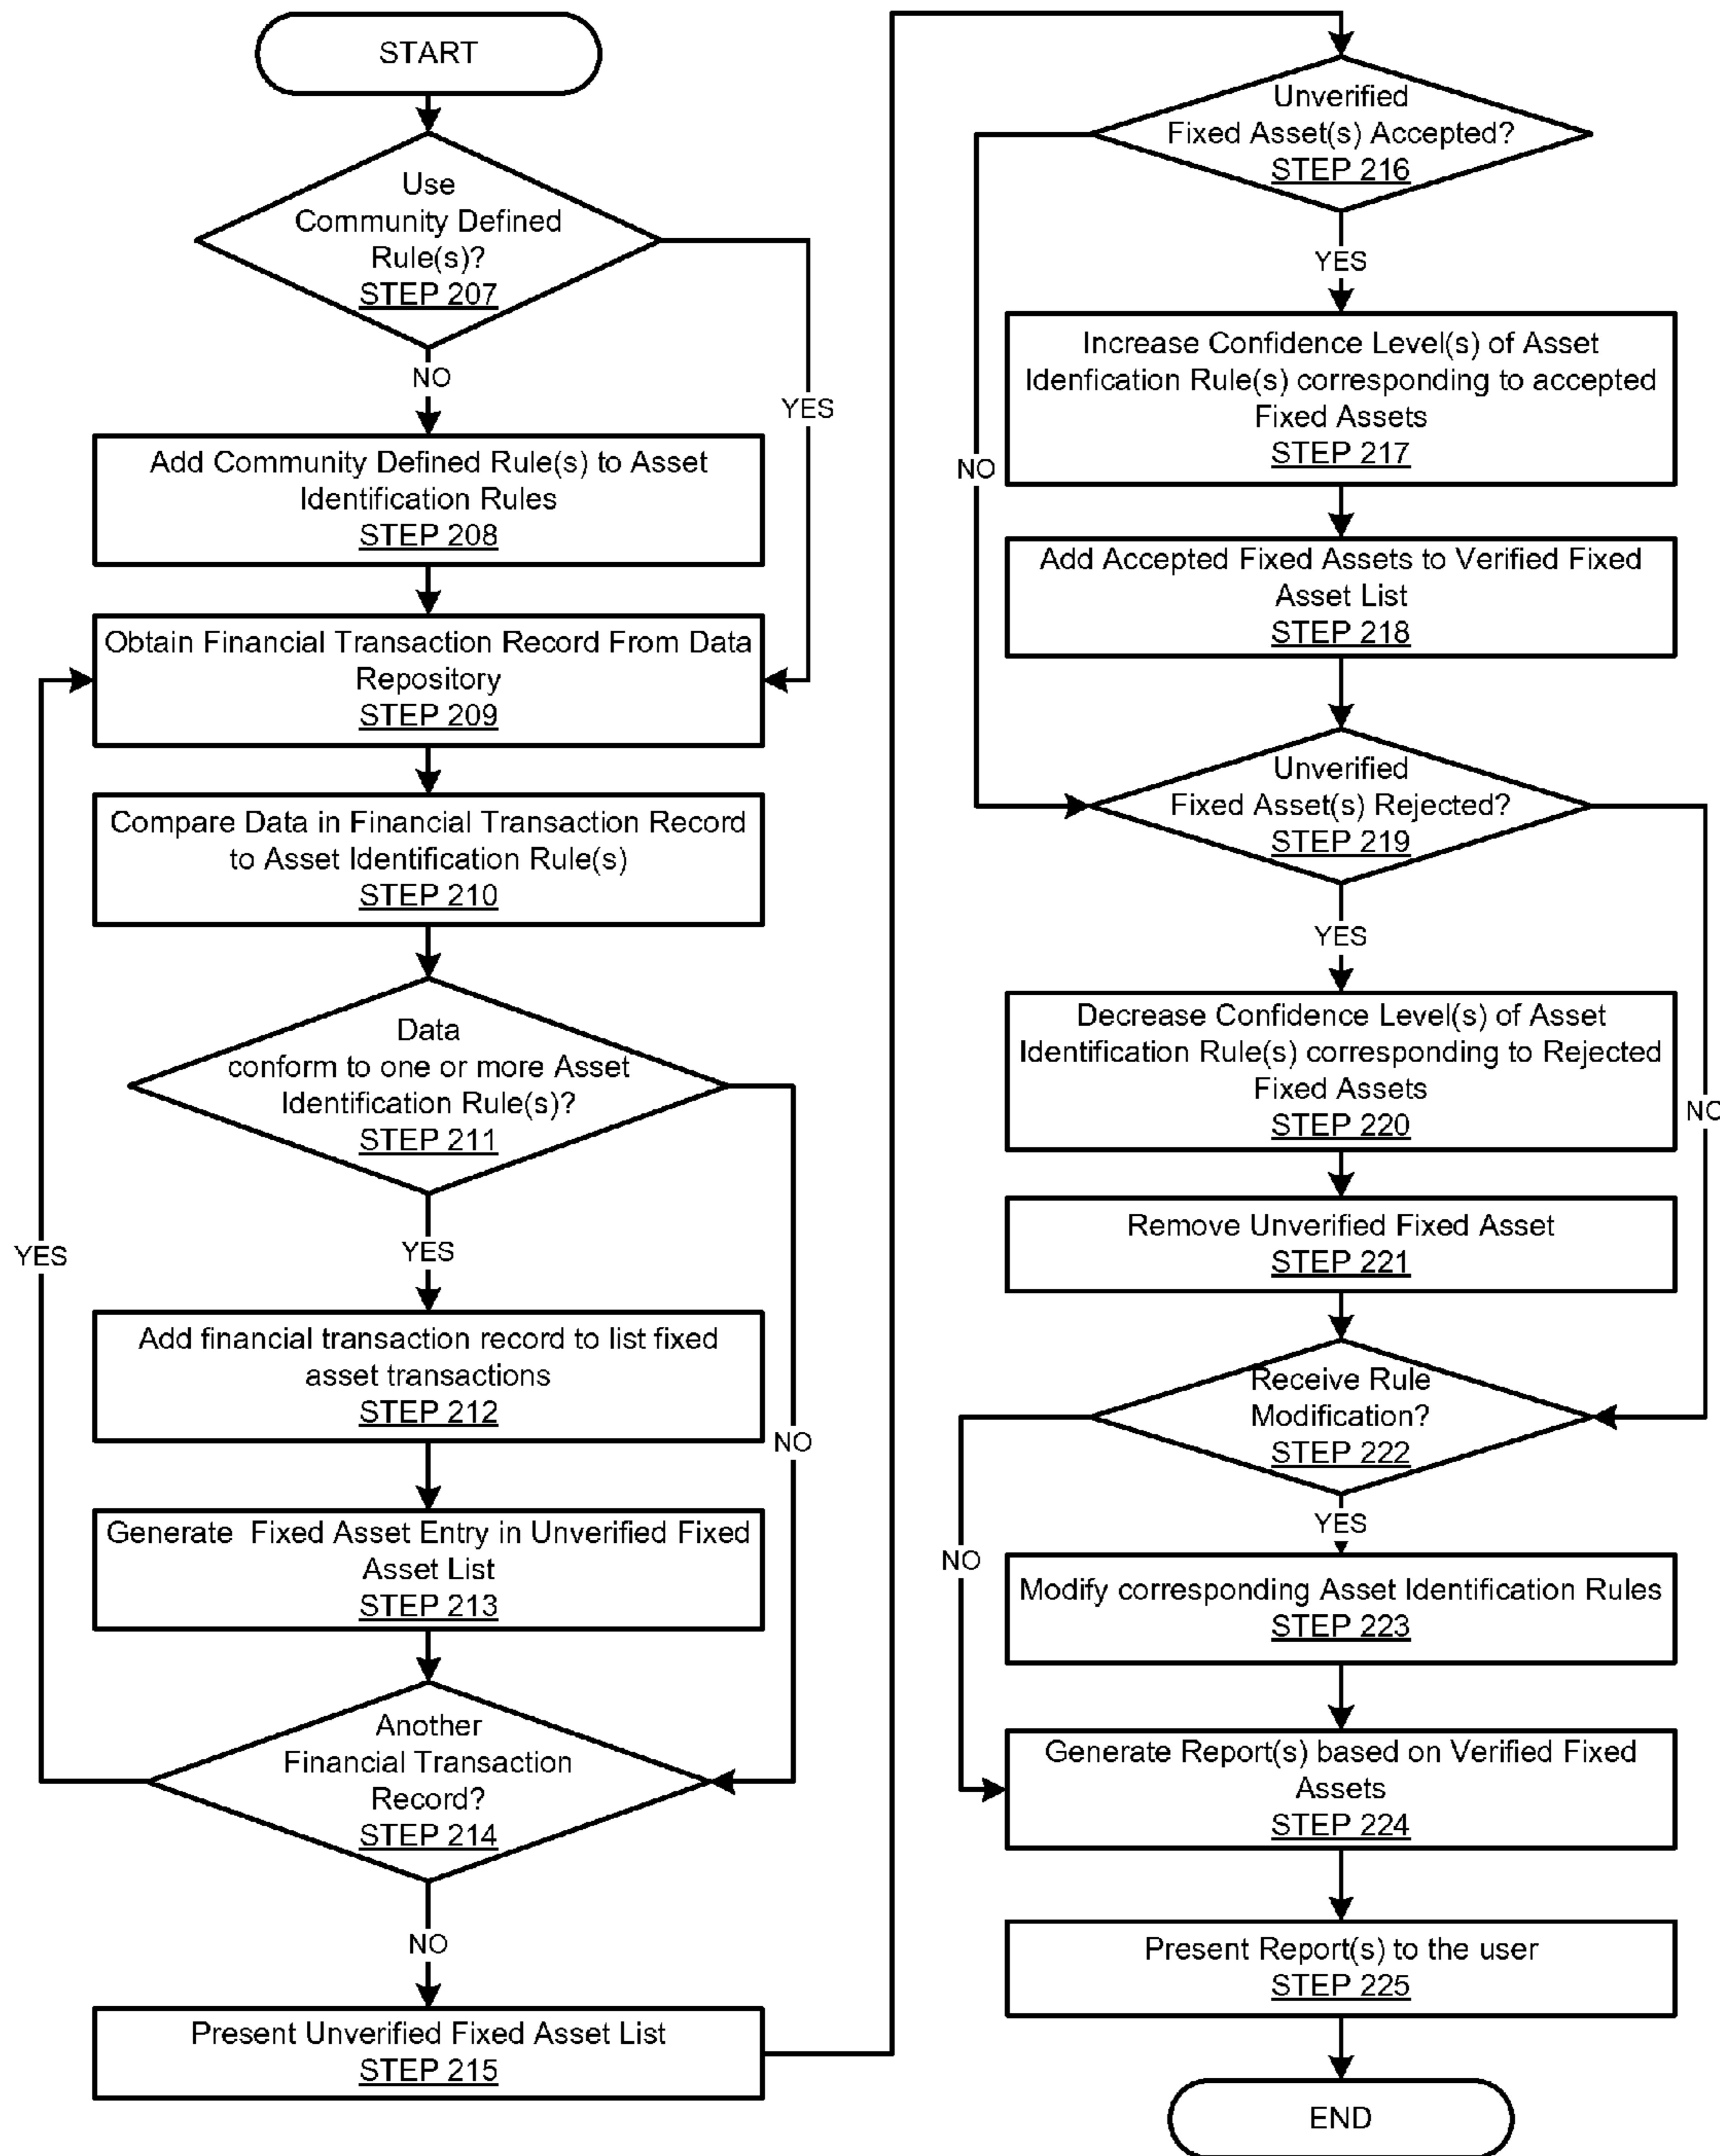 START
Use
Community Defined
Rule(s)?
STEP 207
NO
YES
Add Community Defined Rule(s) to Asset
Identification Rules
STEP 208
Obtain Financial Transaction Record From Data
Repository
STEP 209
Compare Data in Financial Transaction Record
to Asset Identification Rule(s)
STEP 210
Data
conform to one or more Asset
Identification Rule(s)?
STEP 211
YES
YES
NO
Add financial transaction record to list fixed
asset transactions
STEP 212
Generate Fixed Asset Entry in Unverified Fixed
Asset List
STEP 213
Another
Financial Transaction
Record?
STEP 214
NO
Present Unverified Fixed Asset List
STEP 215
Unverified
Fixed Asset(s) Accepted?
STEP 216
YES
NO
Increase Confidence Level(s) of Asset
Idenfication Rule(s) corresponding to accepted
Fixed Assets
STEP 217
Add Accepted Fixed Assets to Verified Fixed
Asset List
STEP 218
Unverified
Fixed Asset(s) Rejected?
STEP 219
YES
NO
Decrease Confidence Level(s) of Asset
Identification Rule(s) corresponding to Rejected
Fixed Assets
STEP 220
Remove Unverified Fixed Asset
STEP 221
Receive Rule
Modification?
STEP 222
YES
NO
Modify corresponding Asset Identification Rules
STEP 223
Generate Report(s) based on Verified Fixed
Assets
STEP 224
Present Report(s) to the user
STEP 225
END